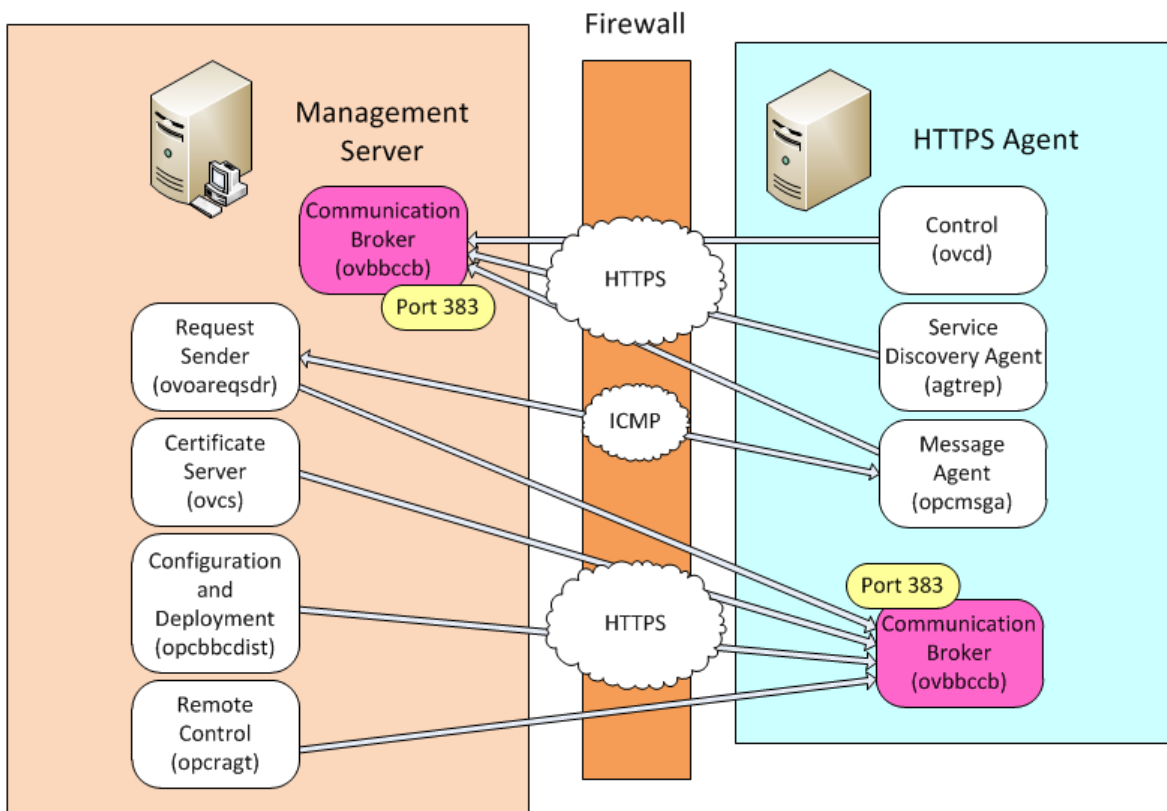 Firewall
Management
Server
Communication
Broker
(ovbbccb)
Port 383
Request
Sender
(ovoareqsdr)
Certificate
Server
(ovcs)
Configuration
and
Deployment
(opcbbcdist)
Remote
Control
(opcragt)
HTTPS
ICMP
HTTPS
HTTPS Agent
Control
(ovcd)
Service
Discovery Agent
(agtrep)
Message
Agent
(opcmsga)
Port 383
Communication
Broker
(ovbbccb)